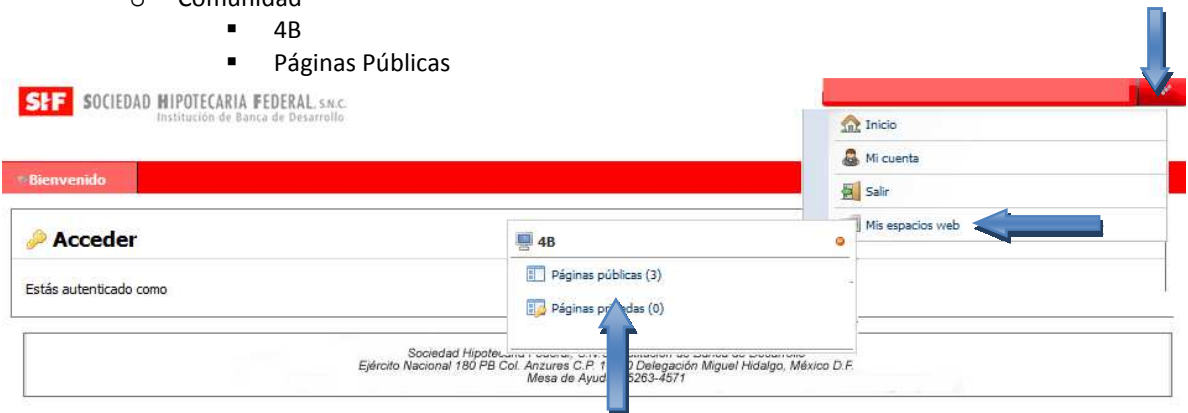 o Comunidad
▪ 4B
▪ Páginas Públicas
SHF SOCIEDAD HIPOTECARIA FEDERAL, S.N.C.
Institución de Banca de Desarrollo
Inicio
Mi cuenta
Bienvenido
Salir
Mis espacios web
Acceder
4B
Páginas públicas (3)
Estás autenticado como
Páginas (0)
Sociedad Federal,
Ejército Nacional 180 PB Col. Anzures C.P. Delegación Miguel Hidalgo, México D.F.
Mesa de 5263-4571